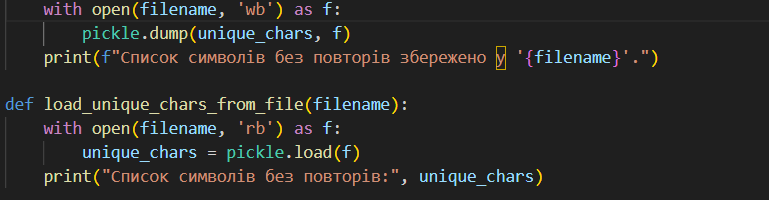 with open(filename, 'wb') as f:
pickle.dump(unique_chars, f)
print(f"Список символів без повторів збережено у '{filename}'.")
def load_unique_chars_from_file(filename):
with open(filename, 'rb') as f:
unique_chars = pickle.load(f)
print("Список символів без повторів:", unique_chars)